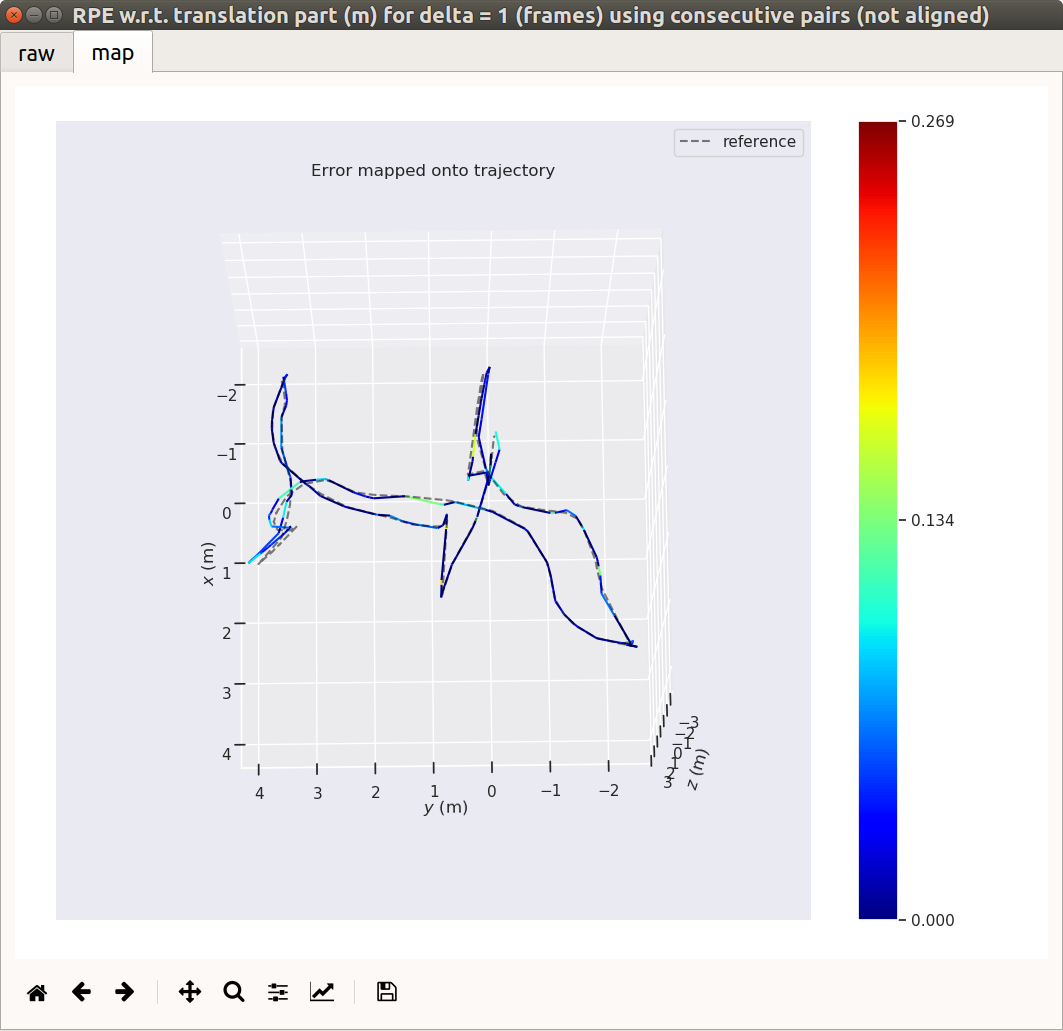 RPE w.r.t. translation part (m) for delta = 1 (frames) using consecutive pairs (not aligned)
raw map
reference
Error mapped onto trajectory
0.269
0.134
0.000
−2
−1
0
1
2
3
4
x (m)
4 3 2 1 0 −1 −2
y (m)
−3
−2
−1
0
1
2
3
z (m)